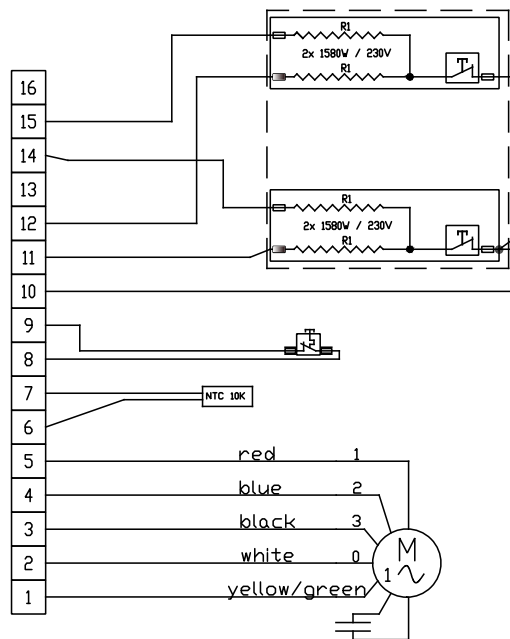 R1
2x 1580W / 230V
R1
T
R1
2x 1580W / 230V
R1
T
16
15
14
13
12
11
10
9
8
7
6
5
4
3
2
1
NTC 10K
red 1
blue 2
black 3
white 0
yellow/green
M
1